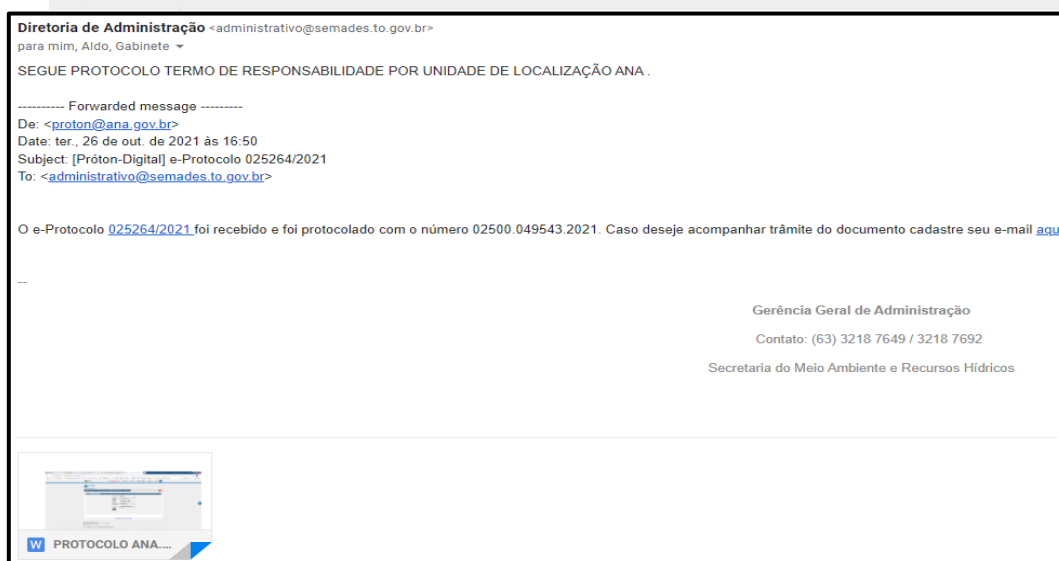 Diretoria de Administração <administrativo@semades.to.gov.br>
para mim, Aldo, Gabinete
SEGUE PROTOCOLO TERMO DE RESPONSABILIDADE POR UNIDADE DE LOCALIZAÇÃO ANA .
---------- Forwarded message ---------
De: <proton@ana.gov.br>
Date: ter., 26 de out. de 2021 às 16:50
Subject: [Próton-Digital] e-Protocolo 025264/2021
To: <administrativo@semades.to.gov.br>
O e-Protocolo 025264/2021 foi recebido e foi protocolado com o número 02500.049543.2021. Caso deseje acompanhar trâmite do documento cadastre seu e-mail aqu
--
Gerência Geral de Administração
Contato: (63) 3218 7649 / 3218 7692
Secretaria do Meio Ambiente e Recursos Hídricos
W PROTOCOLO ANA....